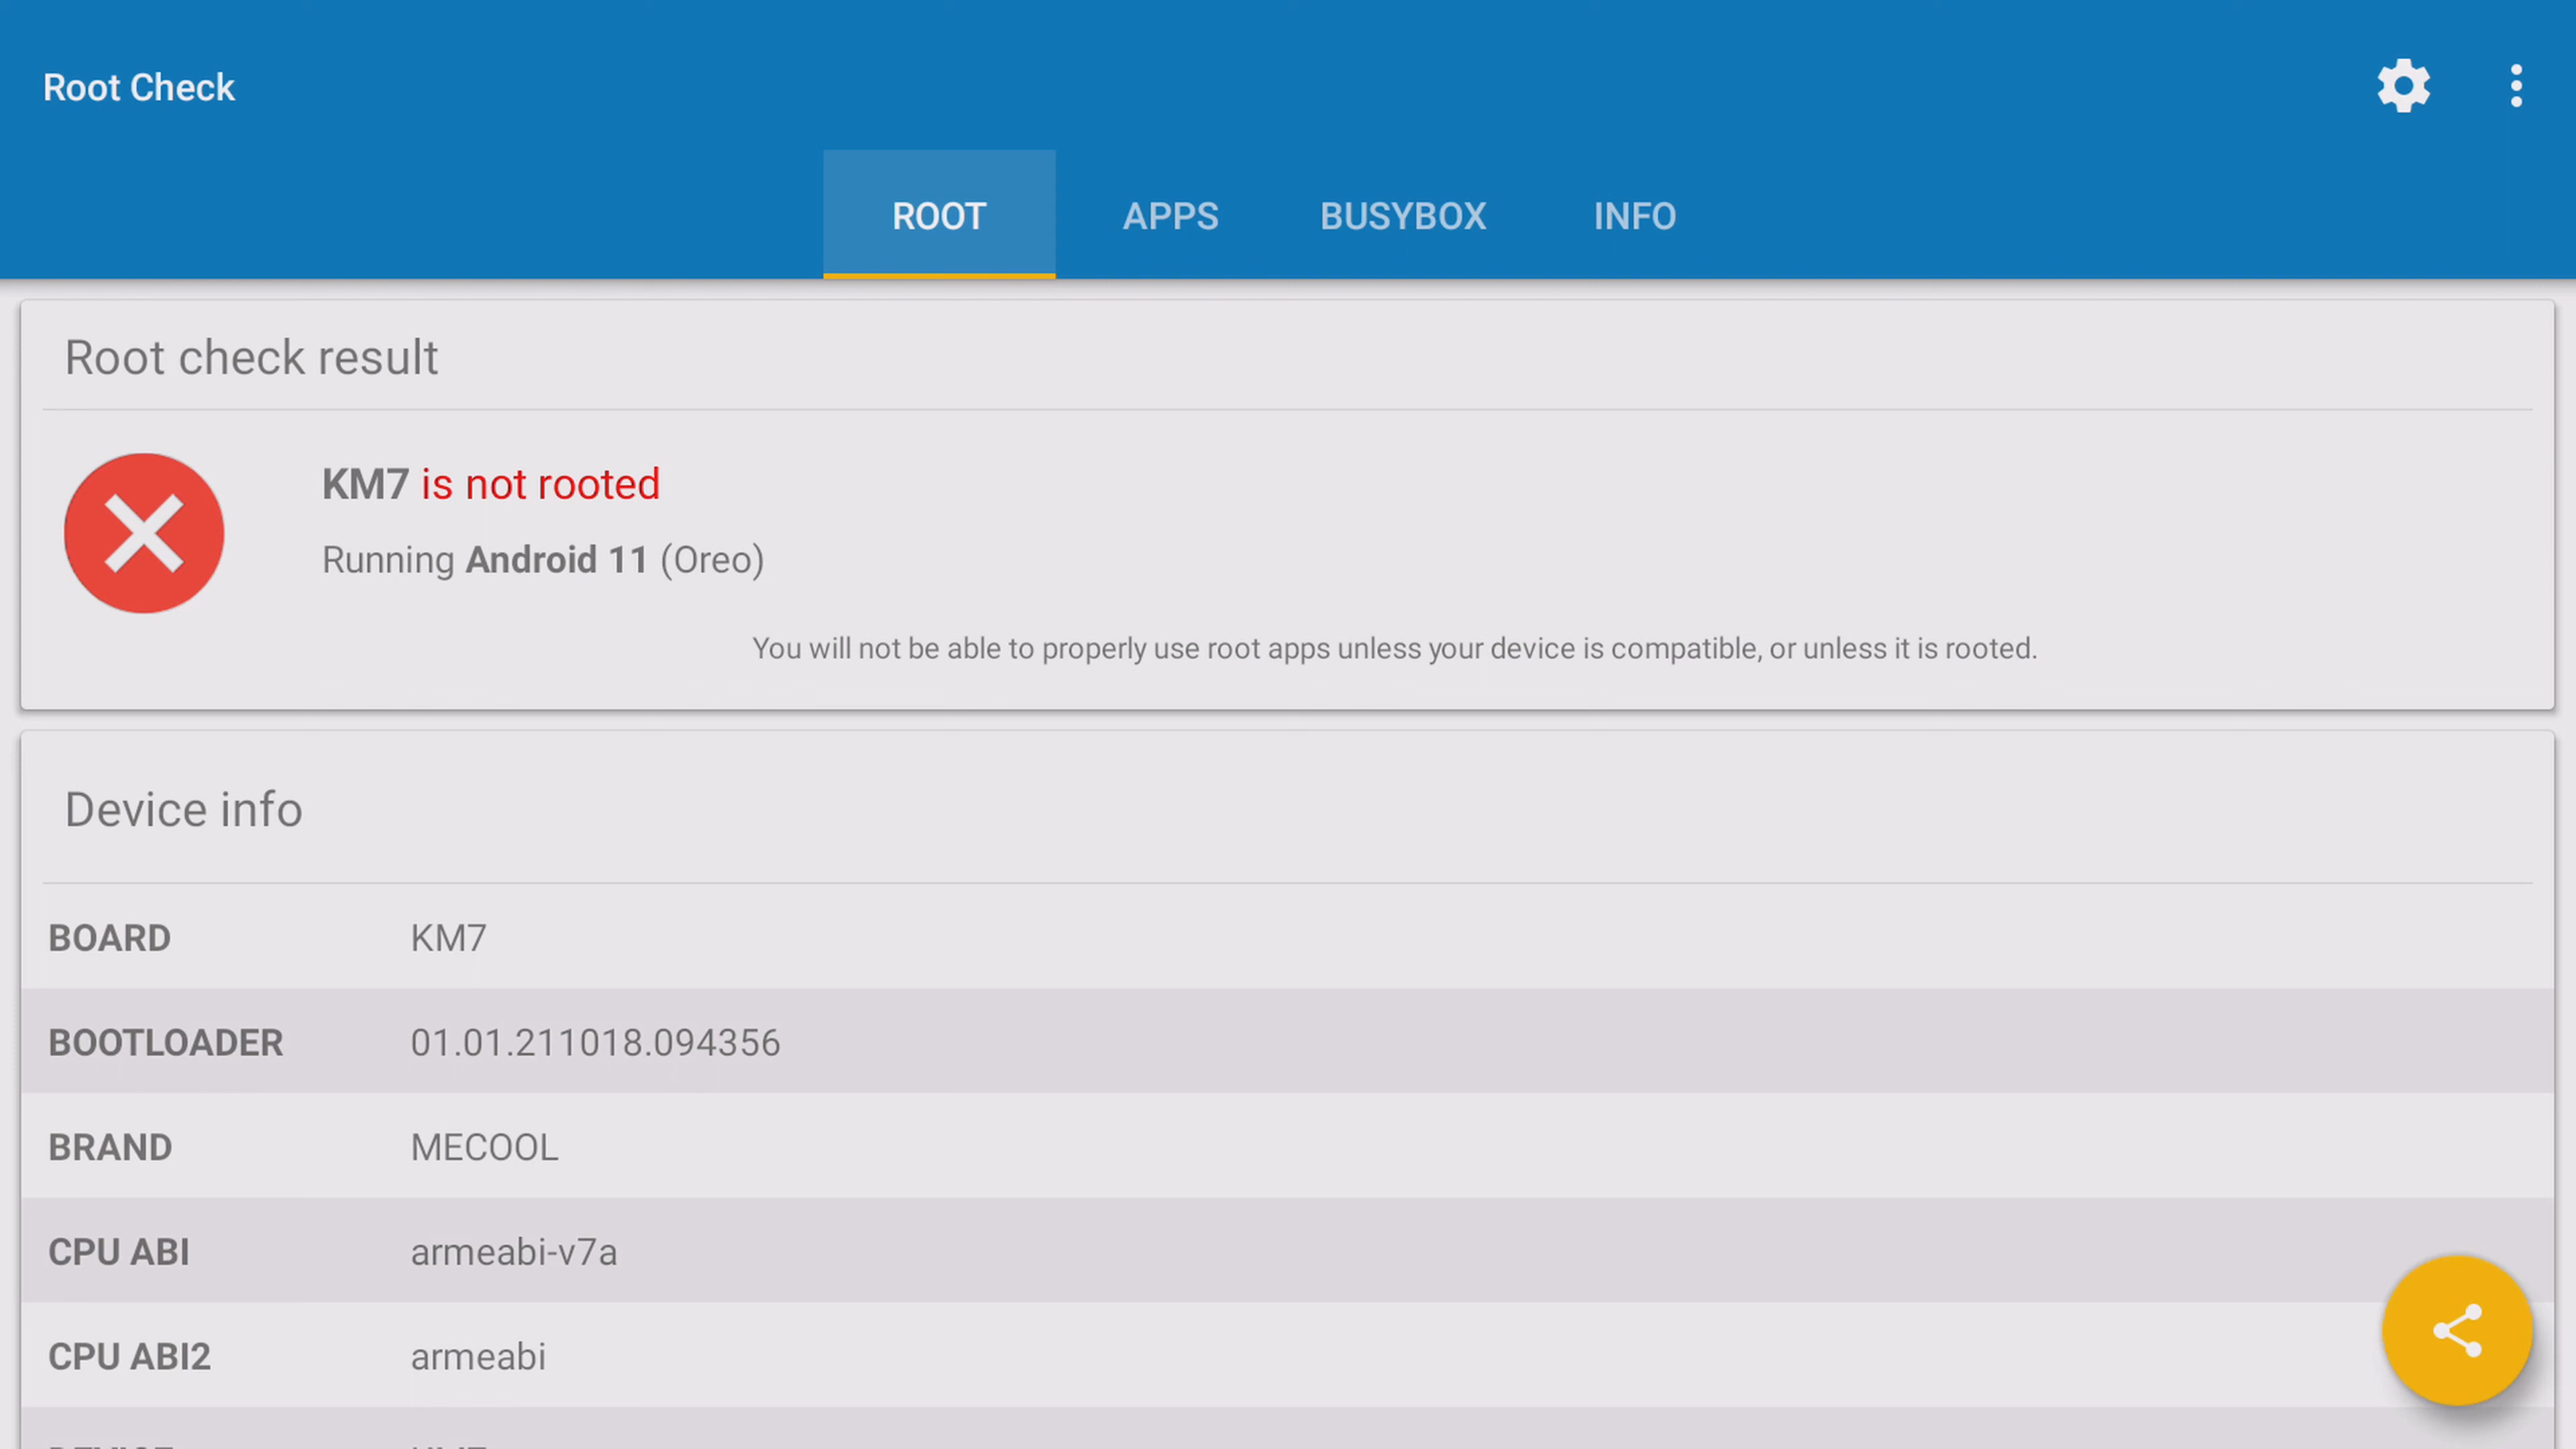 Root Check
ROOT
APPS
BUSYBOX
INFO
Root check result
KM7 is not rooted
Running Android 11 (Oreo)
You will not be able to properly use root apps unless your device is compatible, or unless it is rooted.
Device info
BOARD KM7
BOOTLOADER 01.01.211018.094356
BRAND MECOOL
CPU ABI armeabi-v7a
CPU ABI2 armeabi